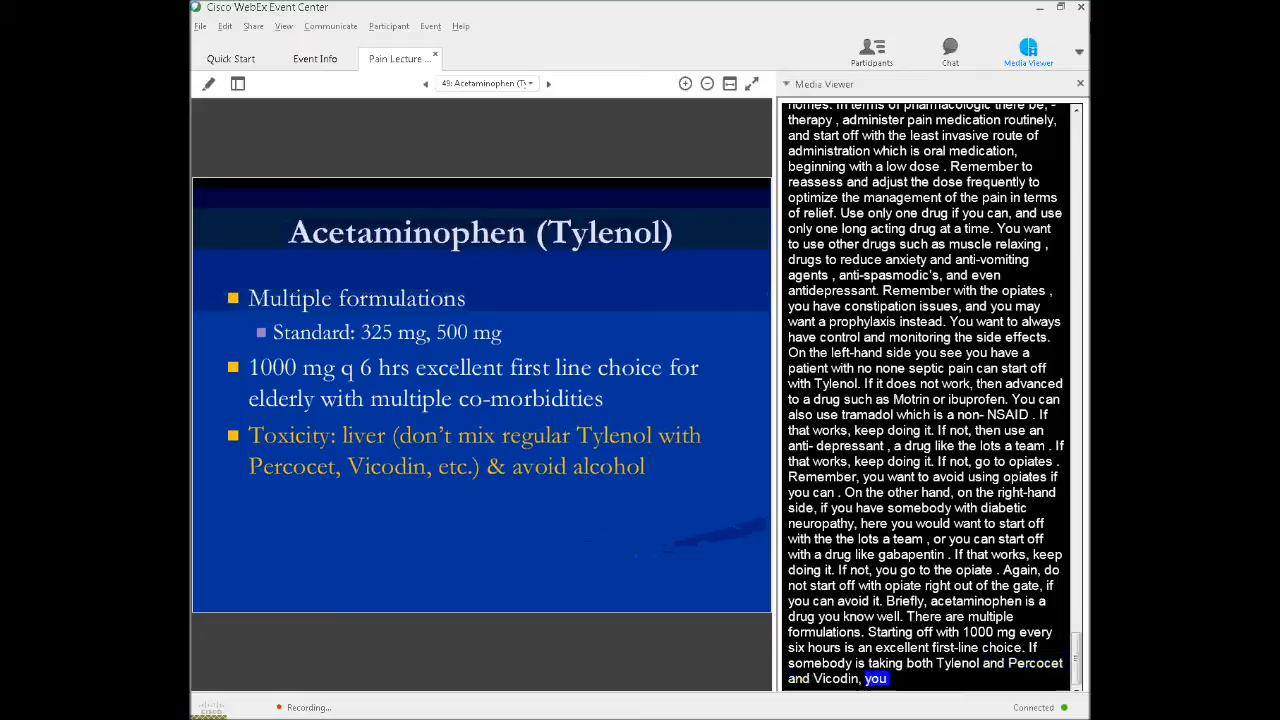 Cisco WebEx Event Center
File Edit Share View Communicate Participant Event Help
Quick Start Event Info Pain Lecture ...
Participants Chat Media Viewer
49: Acetaminophen (Ty
Media Viewer
Acetaminophen (Tylenol)
Multiple formulations
Standard: 325 mg, 500 mg
1000 mg q 6 hrs excellent first line choice for
elderly with multiple co-morbidities
Toxicity: liver (don't mix regular Tylenol with
Percocet, Vicodin, etc.) & avoid alcohol
homes. In terms of pharmacologic there be, -
therapy , administer pain medication routinely,
and start off with the least invasive route of
administration which is oral medication,
beginning with a low dose . Remember to
reassess and adjust the dose frequently to
optimize the management of the pain in terms
of relief. Use only one drug if you can, and use
only one long acting drug at a time. You want
to use other drugs such as muscle relaxing ,
drugs to reduce anxiety and anti-vomiting
agents , anti-spasmodic's, and even
antidepressant. Remember with the opiates ,
you have constipation issues, and you may
want a prophylaxis instead. You want to always
have control and monitoring the side effects.
On the left-hand side you see you have a
patient with no none septic pain can start off
with Tylenol. If it does not work, then advanced
to a drug such as Motrin or ibuprofen. You can
also use tramadol which is a non- NSAID . If
that works, keep doing it. If not, then use an
anti- depressant , a drug like the lots a team . If
that works, keep doing it. If not, go to opiates .
Remember, you want to avoid using opiates if
you can . On the other hand, on the right-hand
side, if you have somebody with diabetic
neuropathy, here you would want to start off
with the the lots a team , or you can start off
with a drug like gabapentin . If that works, keep
doing it. If not, you go to the opiate . Again, do
not start off with opiate right out of the gate, if
you can avoid it. Briefly, acetaminophen is a
drug you know well. There are multiple
formulations. Starting off with 1000 mg every
six hours is an excellent first-line choice. If
somebody is taking both Tylenol and Percocet
and Vicodin, you
CISCO Recording... Connected